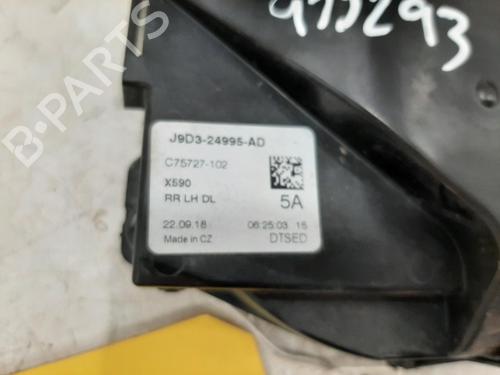 J9D3-24995-AD
C75727-102
X590
RR LH DL
5A
22.09.18 06:25:03 15
Made in CZ DTSED
B-PARTS